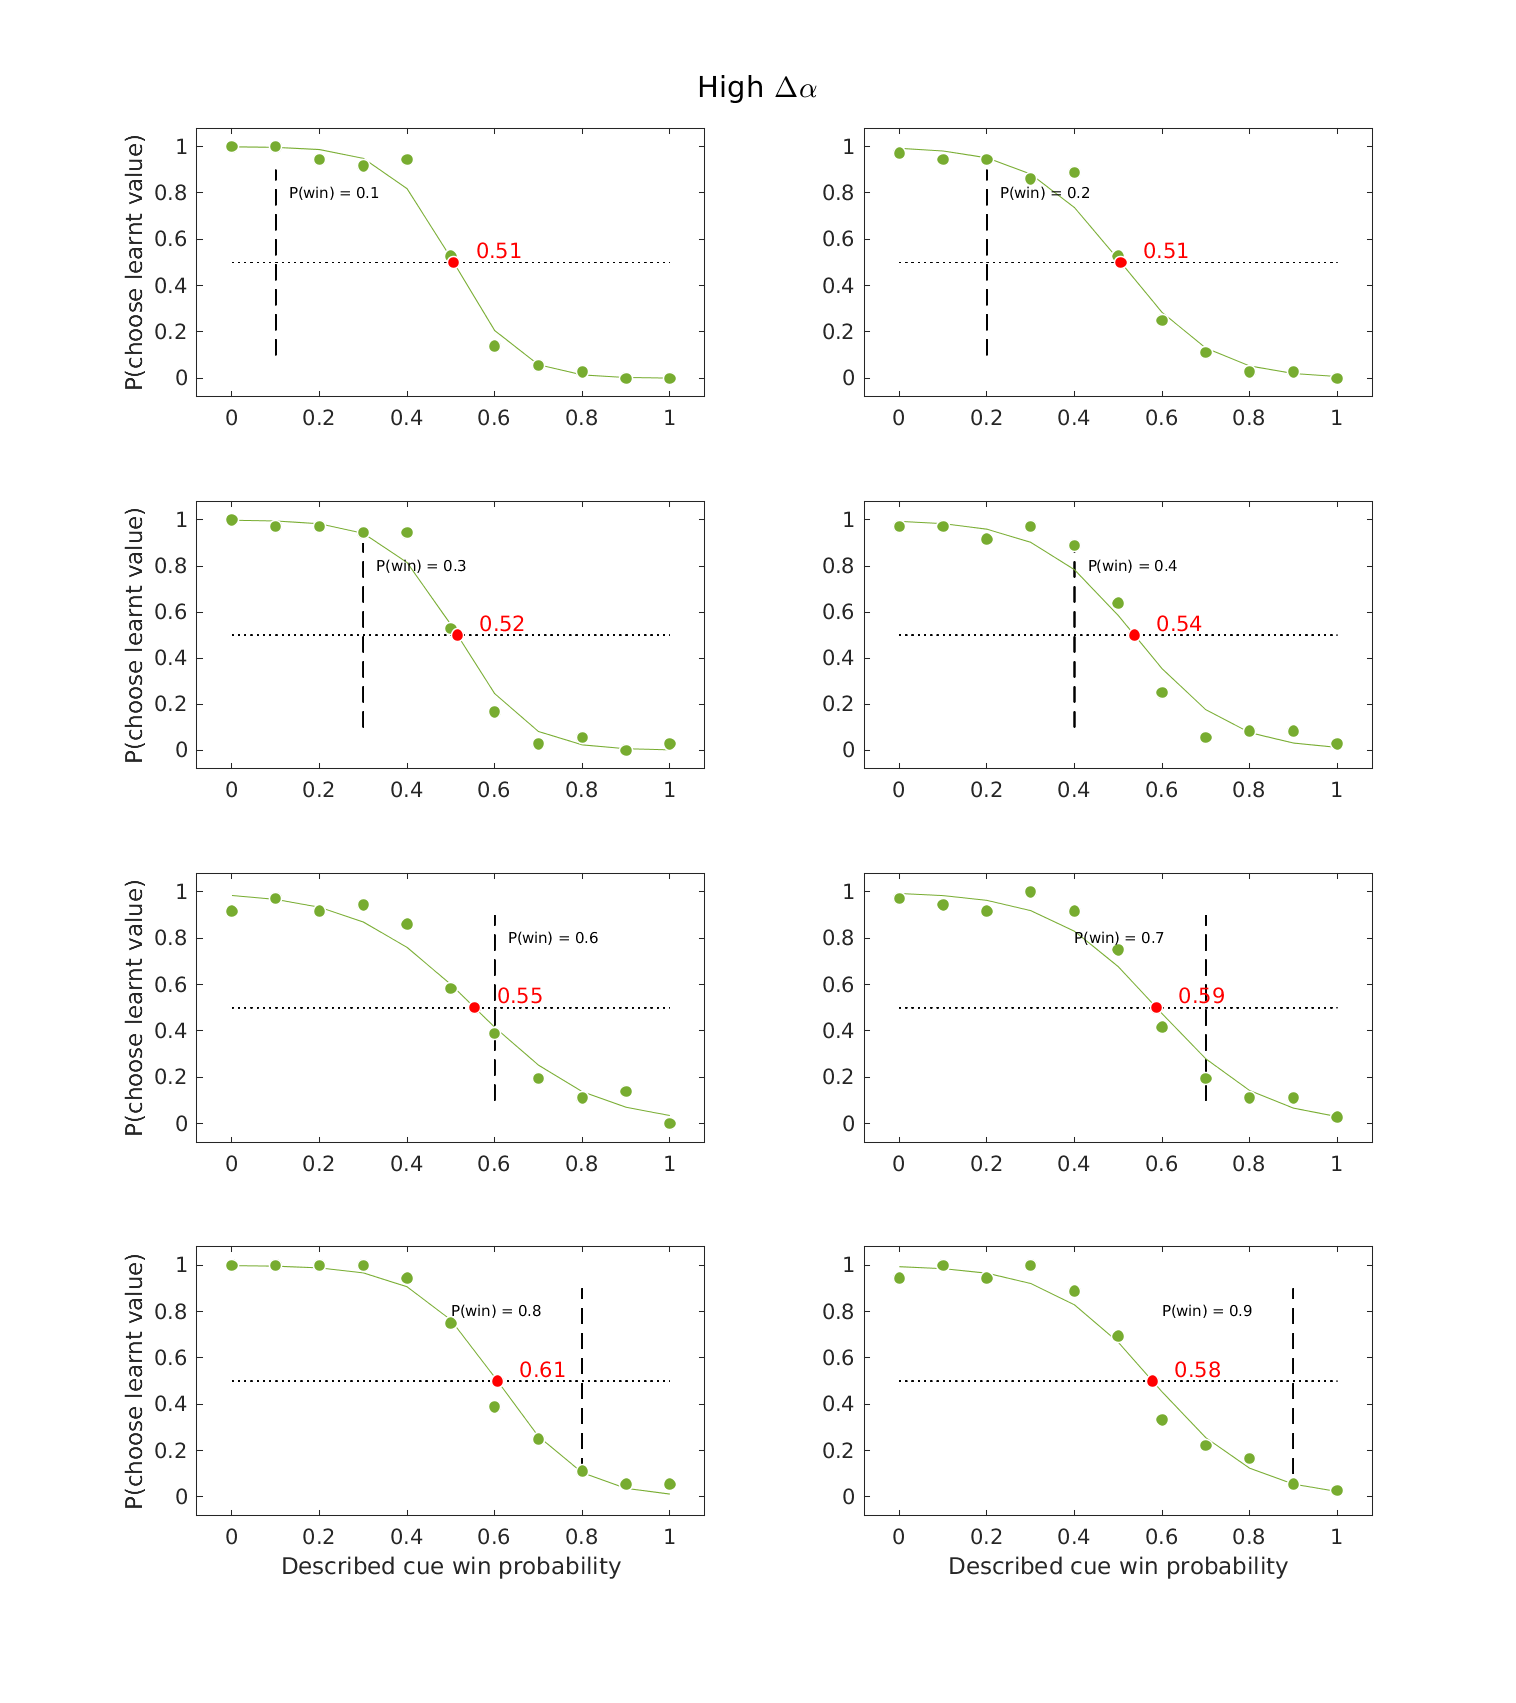 High Δα
P(choose learnt value)
1
0.8
0.6
0.4
0.2
0
P(win) = 0.1
0.51
0 0.2 0.4 0.6 0.8 1
1
0.8
0.6
0.4
0.2
0
P(win) = 0.2
0.51
0 0.2 0.4 0.6 0.8 1
P(choose learnt value)
1
0.8
0.6
0.4
0.2
0
P(win) = 0.3
0.52
0 0.2 0.4 0.6 0.8 1
1
0.8
0.6
0.4
0.2
0
P(win) = 0.4
0.54
0 0.2 0.4 0.6 0.8 1
P(choose learnt value)
1
0.8
0.6
0.4
0.2
0
P(win) = 0.6
0.55
0 0.2 0.4 0.6 0.8 1
1
0.8
0.6
0.4
0.2
0
P(win) = 0.7
0.59
0 0.2 0.4 0.6 0.8 1
P(choose learnt value)
1
0.8
0.6
0.4
0.2
0
P(win) = 0.8
0.61
0 0.2 0.4 0.6 0.8 1
Described cue win probability
1
0.8
0.6
0.4
0.2
0
P(win) = 0.9
0.58
0 0.2 0.4 0.6 0.8 1
Described cue win probability